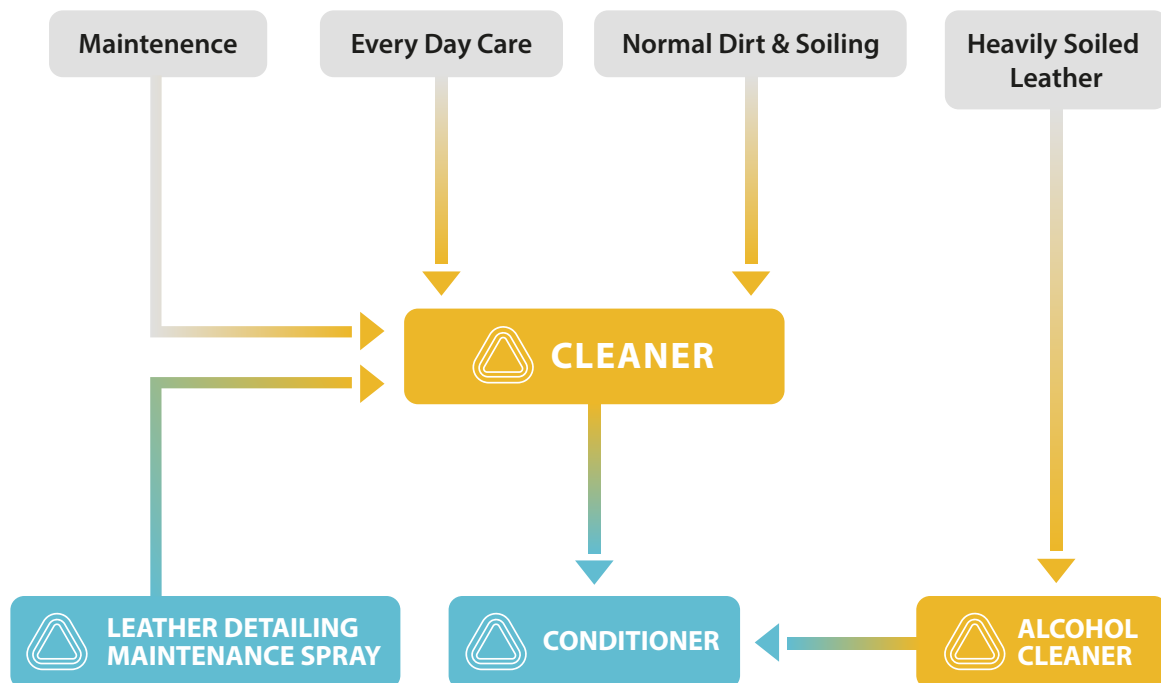 Maintenence
Every Day Care
Normal Dirt & Soiling
Heavily Soiled
Leather
CLEANER
LEATHER DETAILING
MAINTENANCE SPRAY
CONDITIONER
ALCOHOL
CLEANER